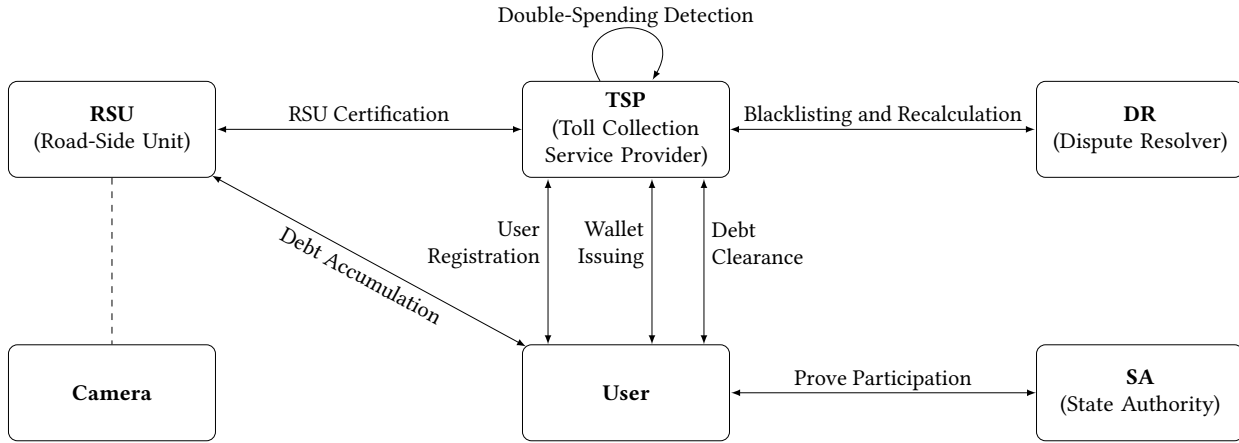 Double-Spending Detection
RSU
(Road-Side Unit)
RSU Certification
TSP
(Toll Collection
Service Provider)
Blacklisting and Recalculation
DR
(Dispute Resolver)
Debt Accumulation
User
Registration
Wallet
Issuing
Debt
Clearance
Camera
User
Prove Participation
SA
(State Authority)